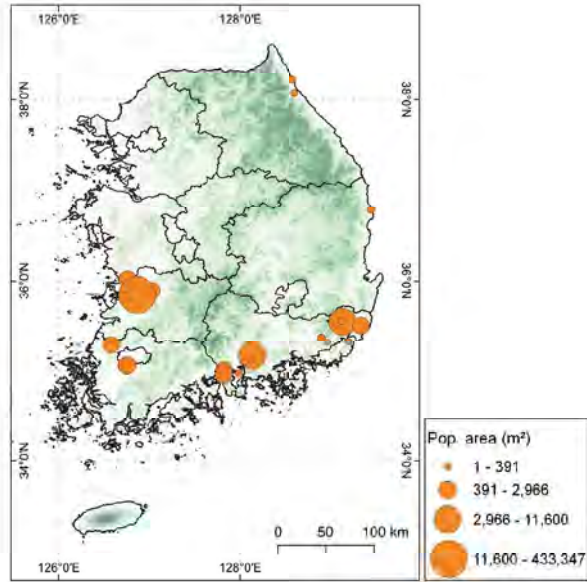 126°0'E 128°0'E
38°0'N 38°0'N
36°0'N 36°0'N
34°0'N 34°0'N
Pop. area (m²)
1 - 391
391 - 2,966
2,966 - 11,600
11,600 - 433,347
0 50 100 km
126°0'E 128°0'E